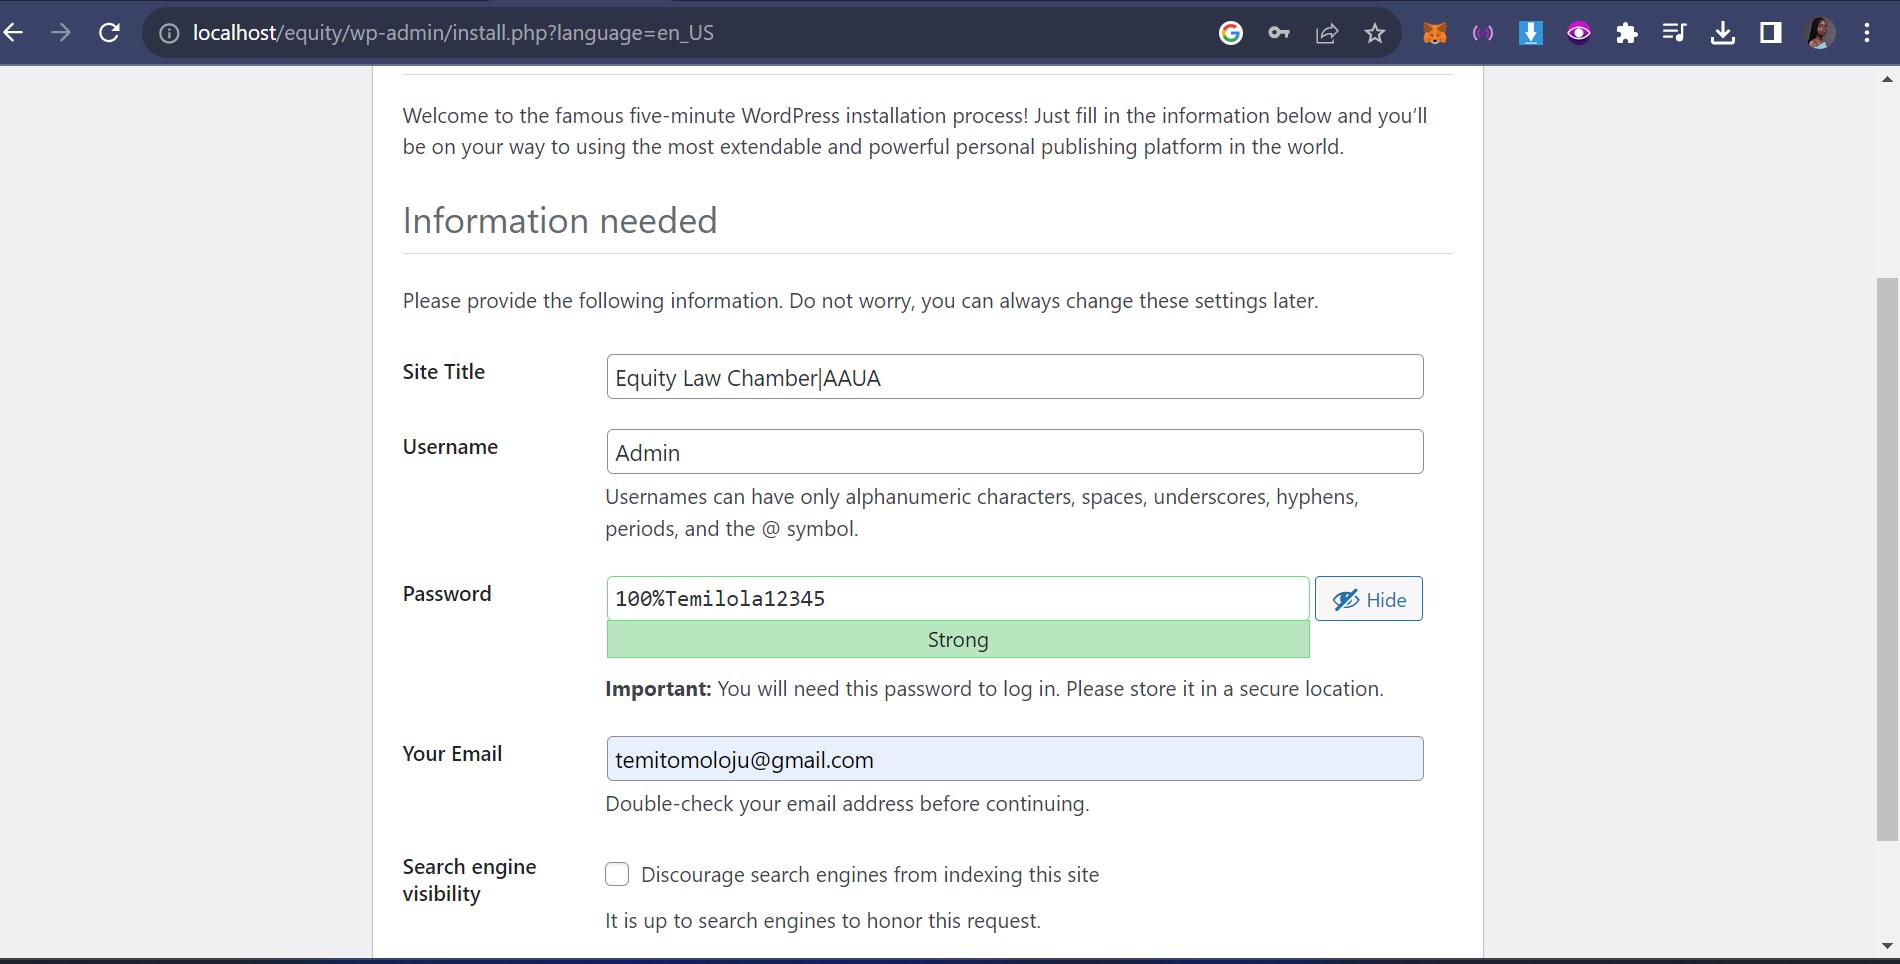 localhost/equity/wp-admin/install.php?language=en_US
Welcome to the famous five-minute WordPress installation process! Just fill in the information below and you’ll
be on your way to using the most extendable and powerful personal publishing platform in the world.
Information needed
Please provide the following information. Do not worry, you can always change these settings later.
Site Title
Equity Law Chamber|AAUA
Username
Admin
Usernames can have only alphanumeric characters, spaces, underscores, hyphens,
periods, and the @ symbol.
Password
100%Temilola12345
Hide
Strong
Important: You will need this password to log in. Please store it in a secure location.
Your Email
temitomoloju@gmail.com
Double-check your email address before continuing.
Search engine
visibility
Discourage search engines from indexing this site
It is up to search engines to honor this request.